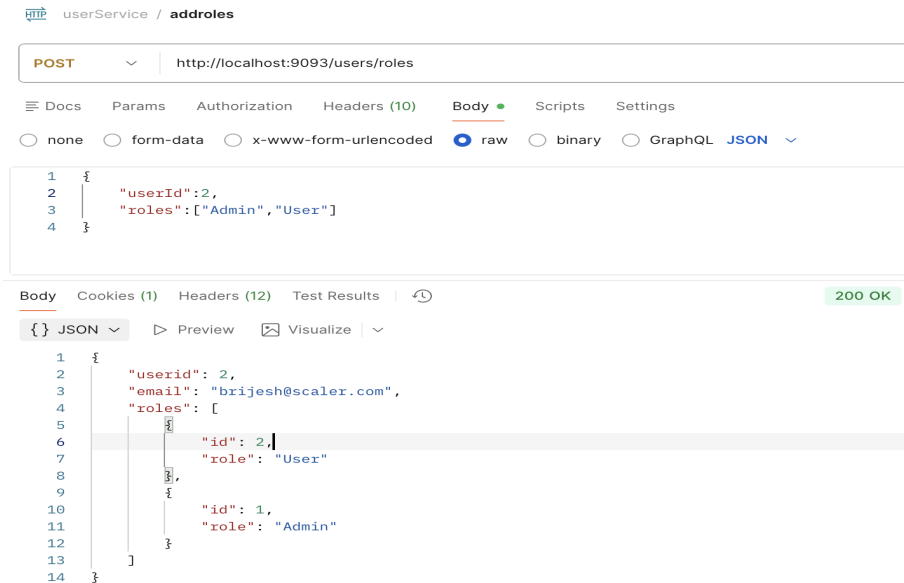 HTTP userService / addroles
POST http://localhost:9093/users/roles
Docs Params Authorization Headers (10) Body Scripts Settings
none form-data x-www-form-urlencoded raw binary GraphQL JSON
1 {
2 "userId":2,
3 "roles":["Admin","User"]
4 }
Body Cookies (1) Headers (12) Test Results 200 OK
{} JSON Preview Visualize
1 {
2 "userid": 2,
3 "email": "brijesh@scaler.com",
4 "roles": [
5 {
6 "id": 2,
7 "role": "User"
8 },
9 {
10 "id": 1,
11 "role": "Admin"
12 }
13 ]
14 }